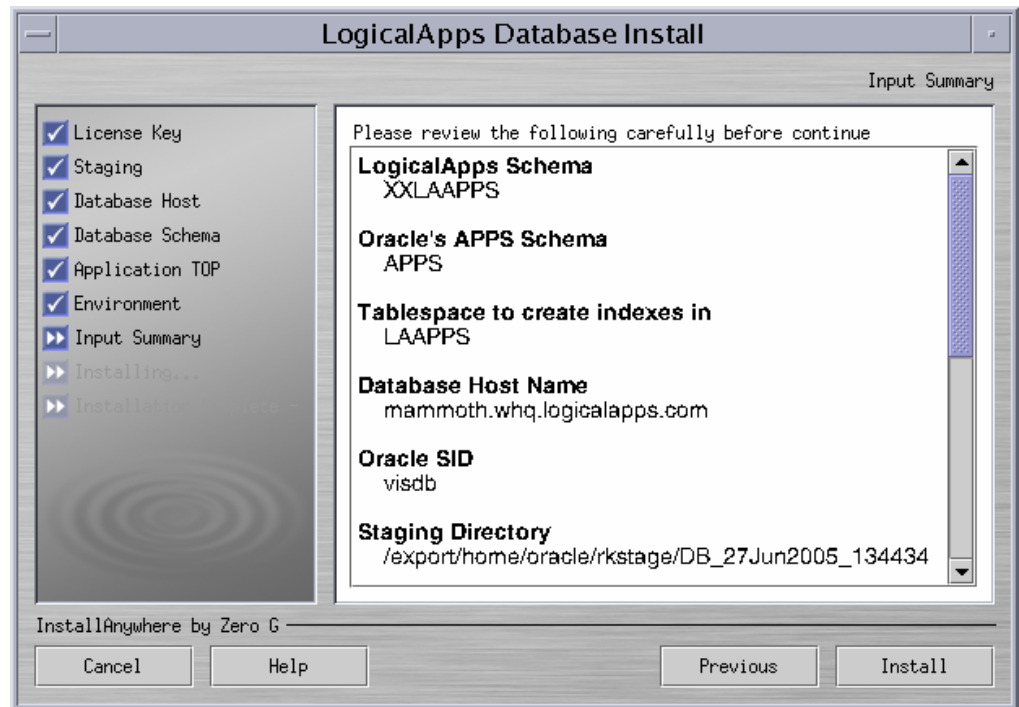 LogicalApps Database Install
Input Summary
License Key
Staging
Database Host
Database Schema
Application TOP
Environment
Input Summary
Installing...
Please review the following carefully before continue
LogicalApps Schema
XXLAAPPS
Oracle's APPS Schema
APPS
Tablespace to create indexes in
LAAPPS
Database Host Name
mammoth.whq.logicalapps.com
Oracle SID
visdb
Staging Directory
/export/home/oracle/rkstage/DB_27Jun2005_134434
InstallAnywhere by Zero G
Cancel
Help
Previous
Install